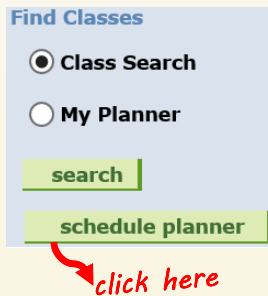 Find Classes
Class Search
My Planner
search
schedule planner
click here